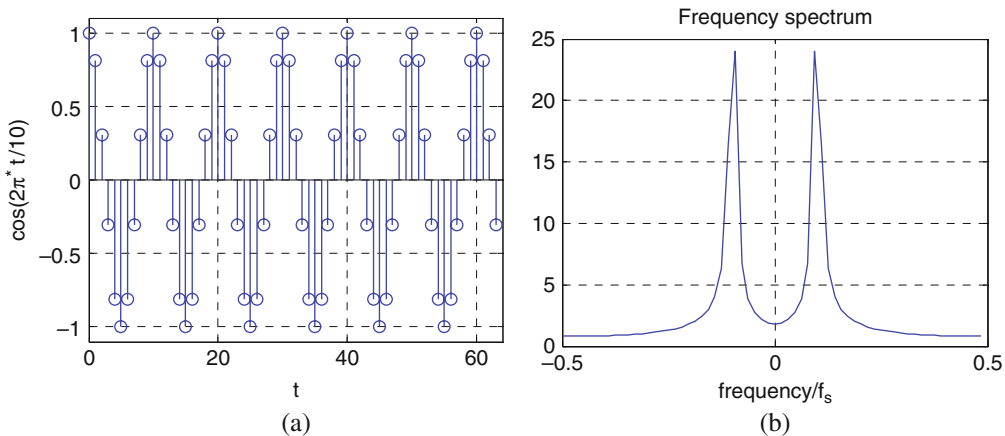 1
0.5
0
−0.5
−1
cos(2π* t/10)
0 20 40 60
t
(a)
Frequency spectrum
25
20
15
10
5
0
−0.5 0 0.5
frequency/fs
(b)